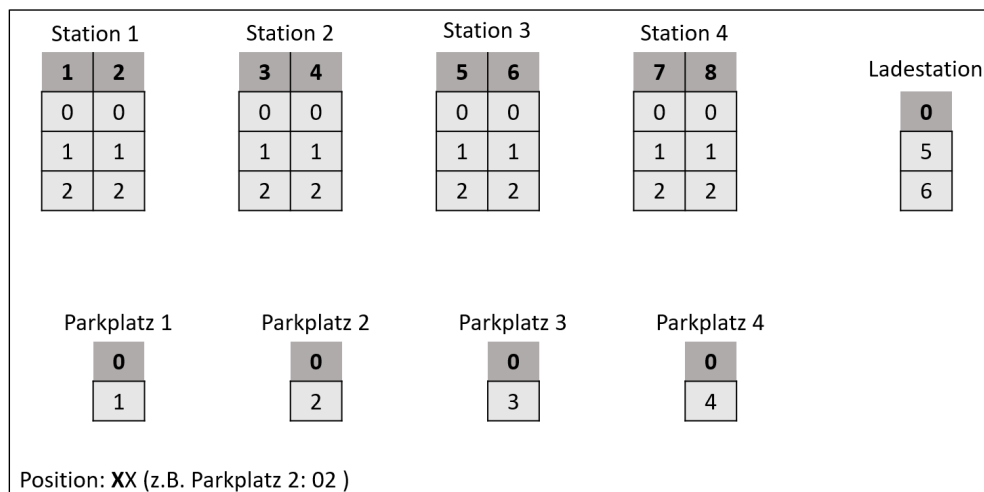 Station 1 Station 2 Station 3 Station 4
Ladestation
1 2 3 4 5 6 7 8
0 0 0 0 0 0 0 0 0
1 1 1 1 1 1 1 1 5
2 2 2 2 2 2 2 2 6
Parkplatz 1 Parkplatz 2 Parkplatz 3 Parkplatz 4
0 0 0 0
1 2 3 4
Position: XX (z.B. Parkplatz 2: 02 )